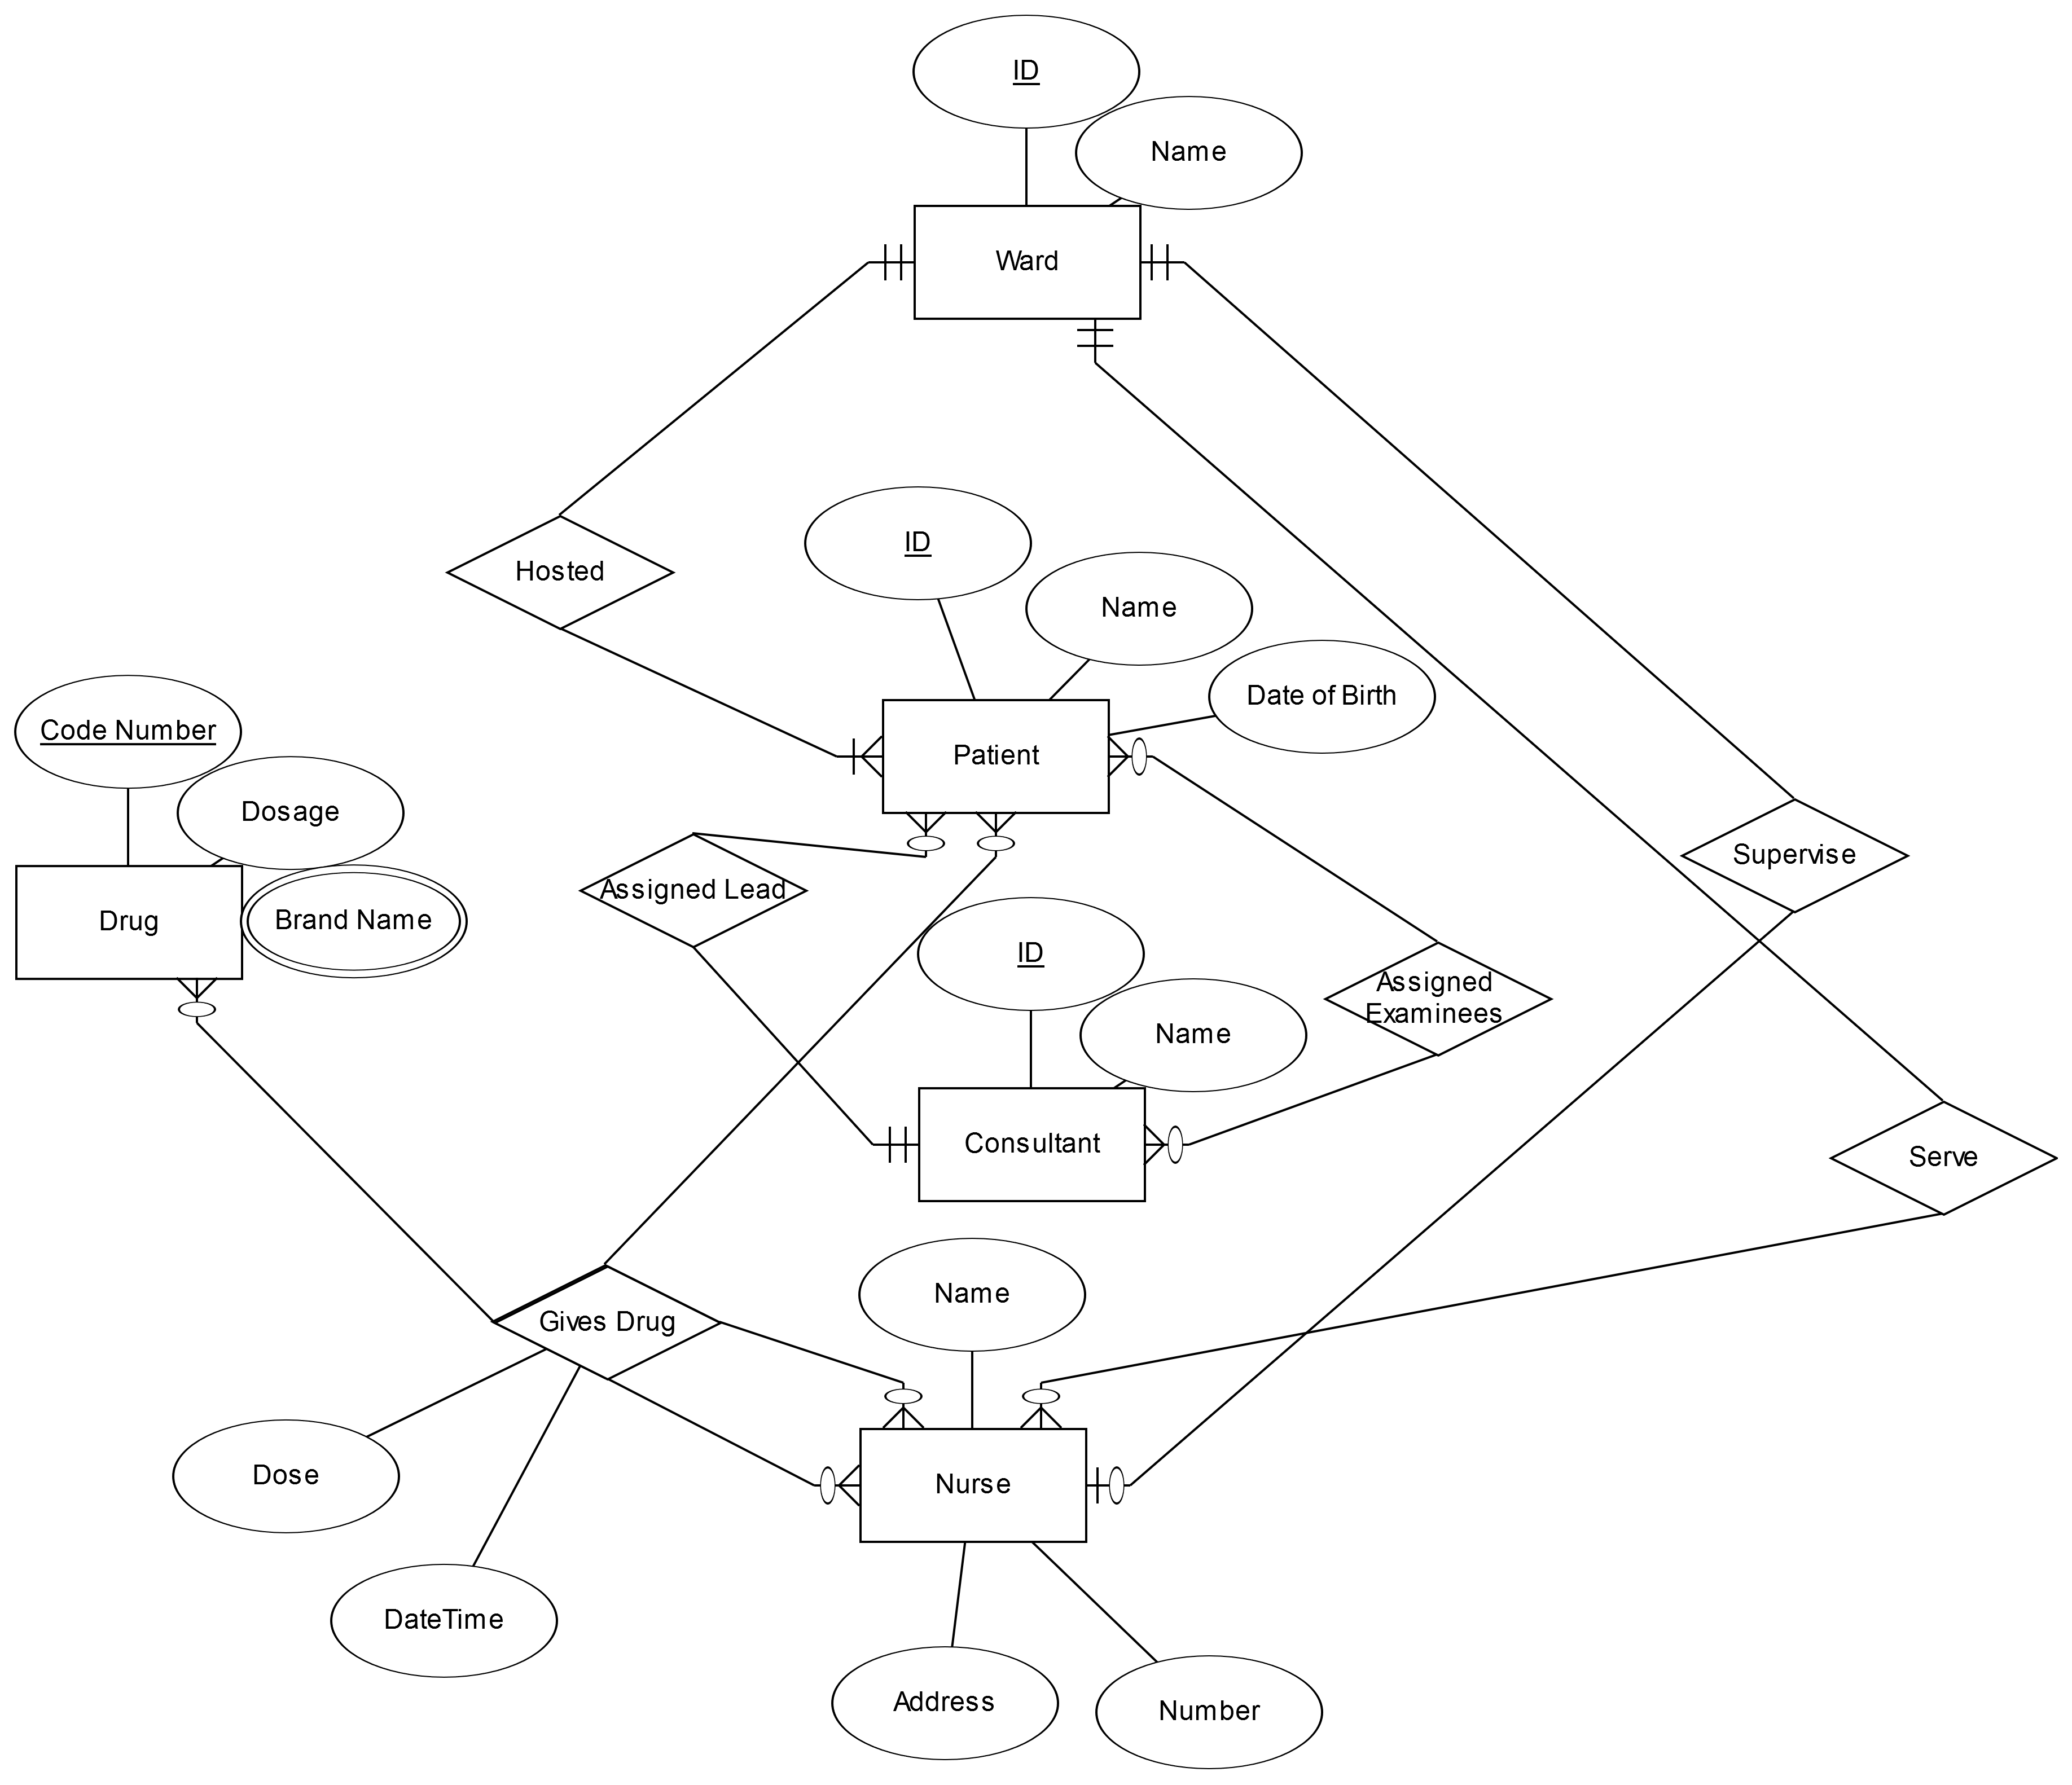 ID
Name
Ward
Hosted
ID
Name
Date of Birth
Patient
Code Number
Dosage
Brand Name
Drug
Assigned Lead
Supervise
ID
Name
Assigned
Examinees
Consultant
Serve
Name
Gives Drug
Dose
Nurse
DateTime
Address
Number